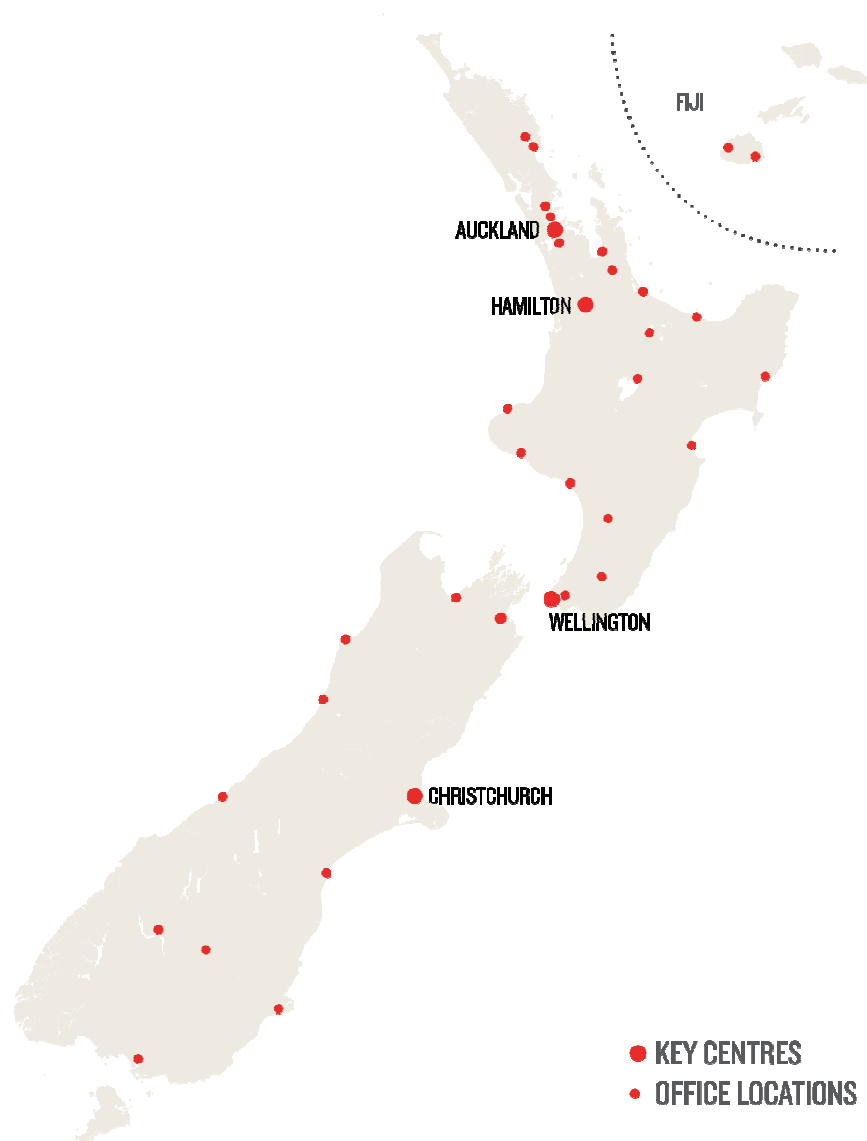 FIJI
AUCKLAND
HAMILTON
WELLINGTON
CHRISTCHURCH
KEY CENTRES
OFFICE LOCATIONS